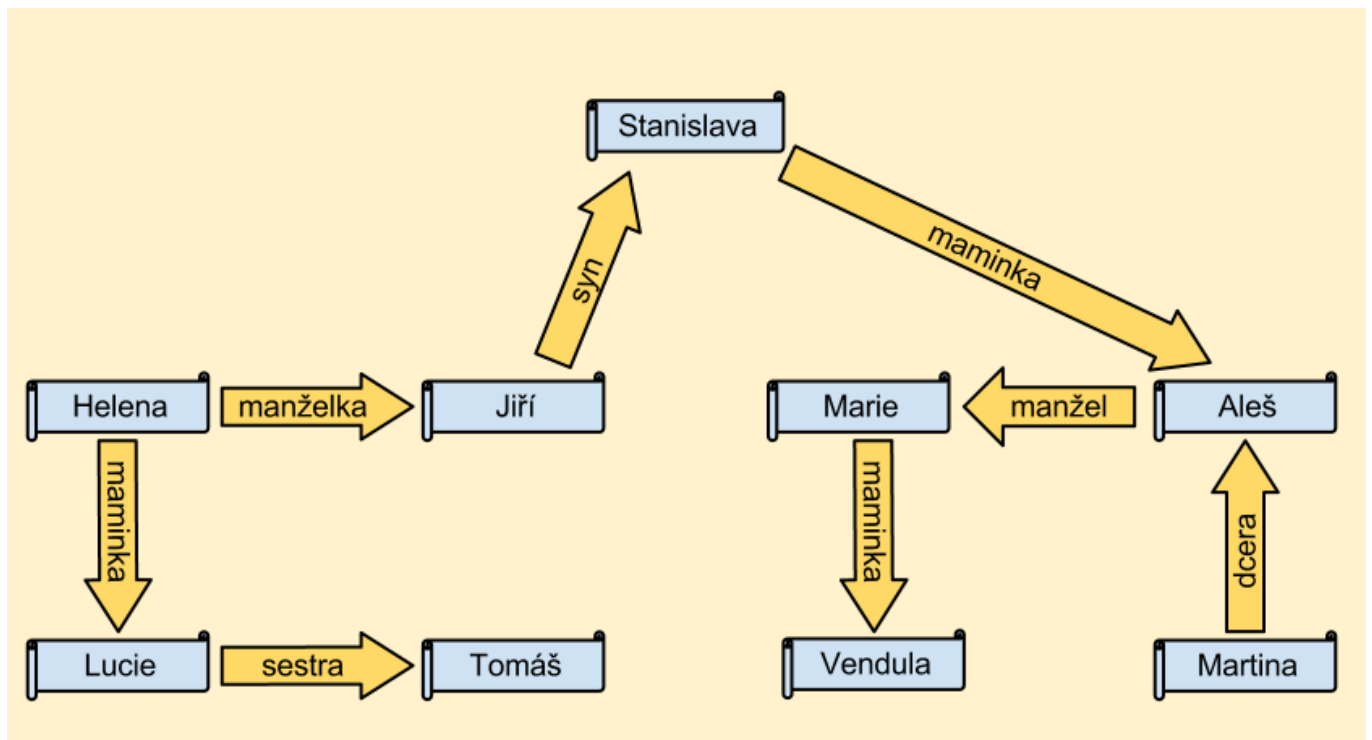 Stanislava
maminka
syn
Helena
manželka
Jiří
Marie
manžel
Aleš
maminka
maminka
dcera
Lucie
sestra
Tomáš
Vendula
Martina